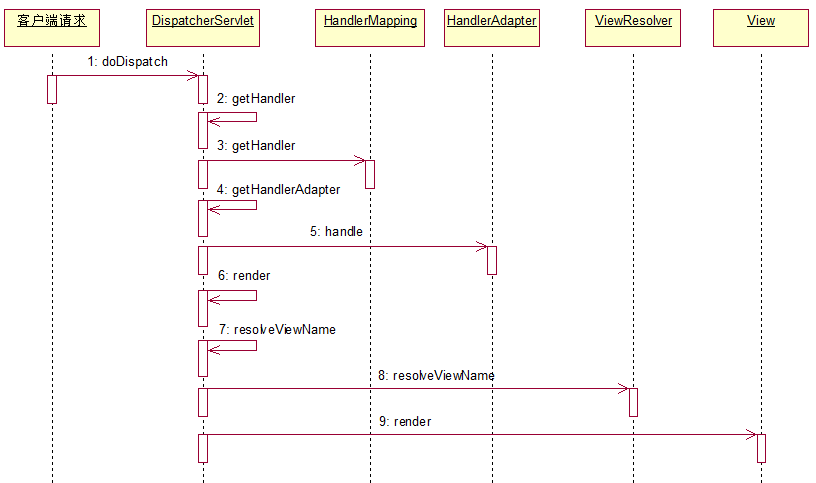 客户端请求
DispatcherServlet
HandlerMapping
HandlerAdapter
ViewResolver
View
1: doDispatch
2: getHandler
3: getHandler
4: getHandlerAdapter
5: handle
6: render
7: resolveViewName
8: resolveViewName
9: render